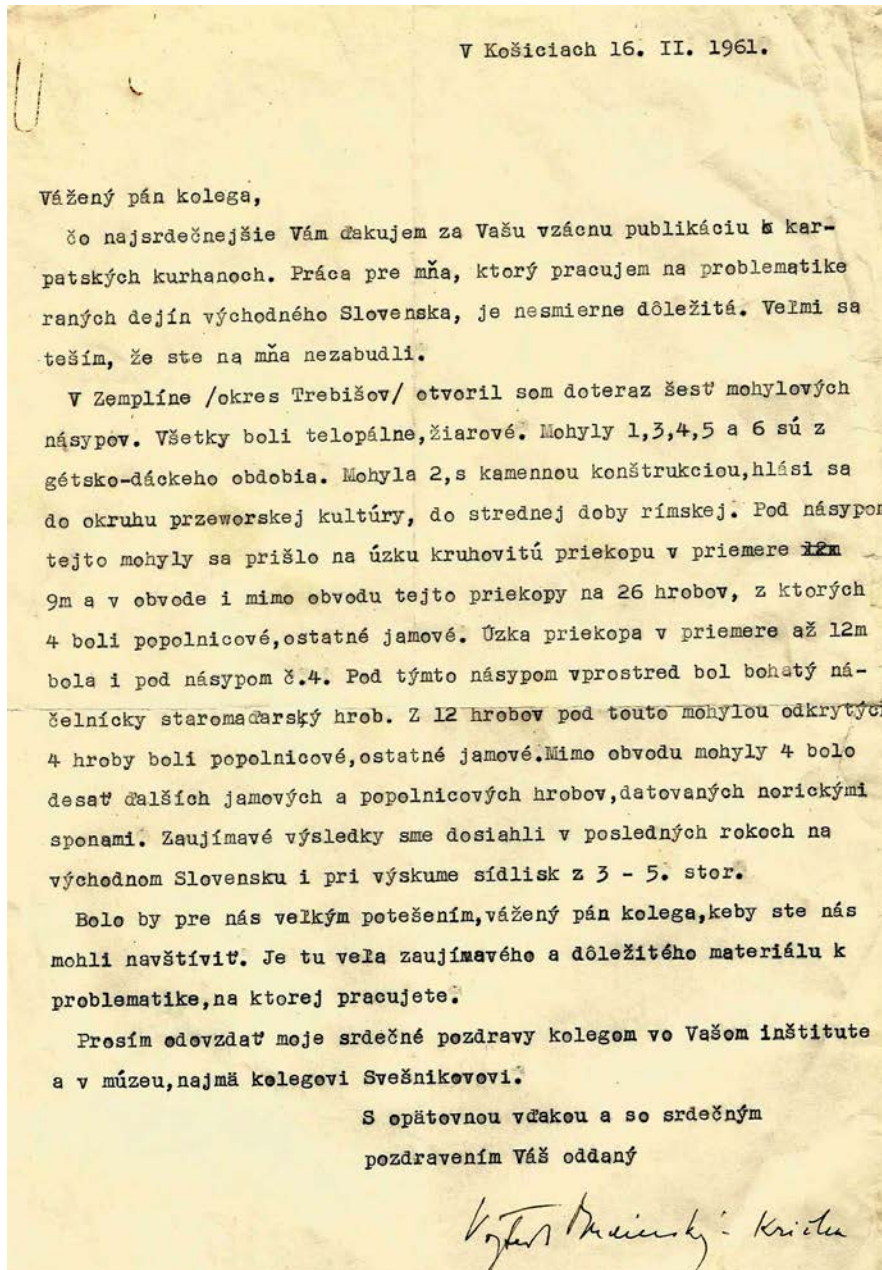 V Košiciach 16. II. 1961.
Vážený pán kolega,
čo najsrdečnejšie Vám ďakujem za Vašu vzácnu publikáciu o kar-
patských kurhanoch. Práca pre mňa, ktorý pracujem na problematike
raných dejín východného Slovenska, je nesmierne dôležitá. Veľmi sa
teším, že ste na mňa nezabudli.
V Zemplíne /okres Trebišov/ otvoril som doteraz šesť mohylových
násypov. Všetky boli telopálne,žiarové. Mohyly 1,3,4,5 a 6 sú z
gétsko-dáckeho obdobia. Mohyla 2,s kamennou konštrukciou,hlási sa
do okruhu przeworskej kultúry, do strednej doby rímskej. Pod násypom
tejto mohyly sa prišlo na úzku kruhovitú priekopu v priemere 12m
9m a v obvode i mimo obvodu tejto priekopy na 26 hrobov, z ktorých
4 boli popolnicové,ostatné jamové. Úzka priekopa v priemere až 12m
bola i pod násypom č.4. Pod týmto násypom vprostred bol bohatý ná-
čelnícky staromaďarský hrob. Z 12 hrobov pod touto mohylou odkrytých
4 hroby boli popolnicové,ostatné jamové.Mimo obvodu mohyly 4 bolo
desať ďalších jamových a popolnicových hrobov,datovaných norickými
sponami. Zaujímavé výsledky sme dosiahli v posledných rokoch na
východnom Slovensku i pri výskume sídlisk z 3 - 5. stor.
Bolo by pre nás veľkým potešením,vážený pán kolega,keby ste nás
mohli navštíviť. Je tu veľa zaujímavého a dôležitého materiálu k
problematike,na ktorej pracujete.
Prosím odovzdať moje srdečné pozdravy kolegom vo Vašom inštitute
a v múzeu,najmä kolegovi Svešnikovovi.
S opätovnou vďakou a so srdečným
pozdravením Váš oddaný